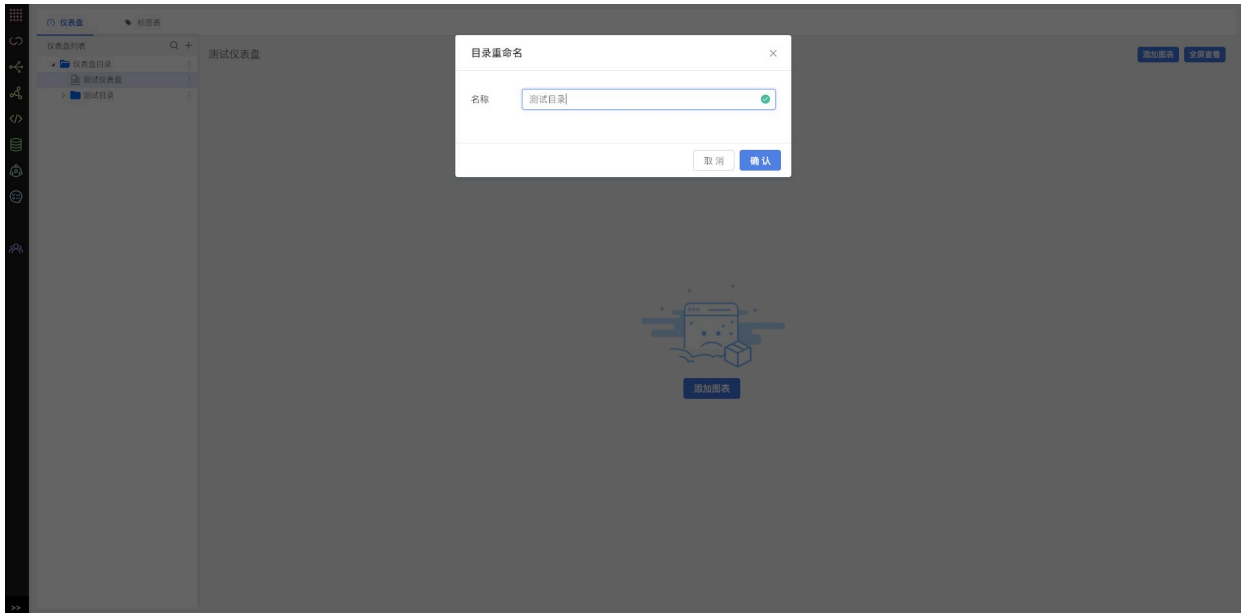 仪表盘
标签表
仪表盘列表
仪表盘目录
测试仪表盘
测试目录
测试仪表盘
添加图表
全屏查看
目录重命名
名称
测试目录
取消
确认
添加图表
>>